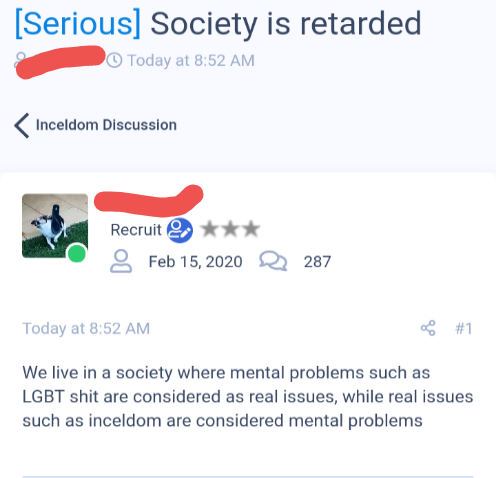 [Serious] Society is retarded
Today at 8:52 AM
Inceldom Discussion
Recruit
Feb 15, 2020 287
Today at 8:52 AM #1
We live in a society where mental problems such as
LGBT shit are considered as real issues, while real issues
such as inceldom are considered mental problems